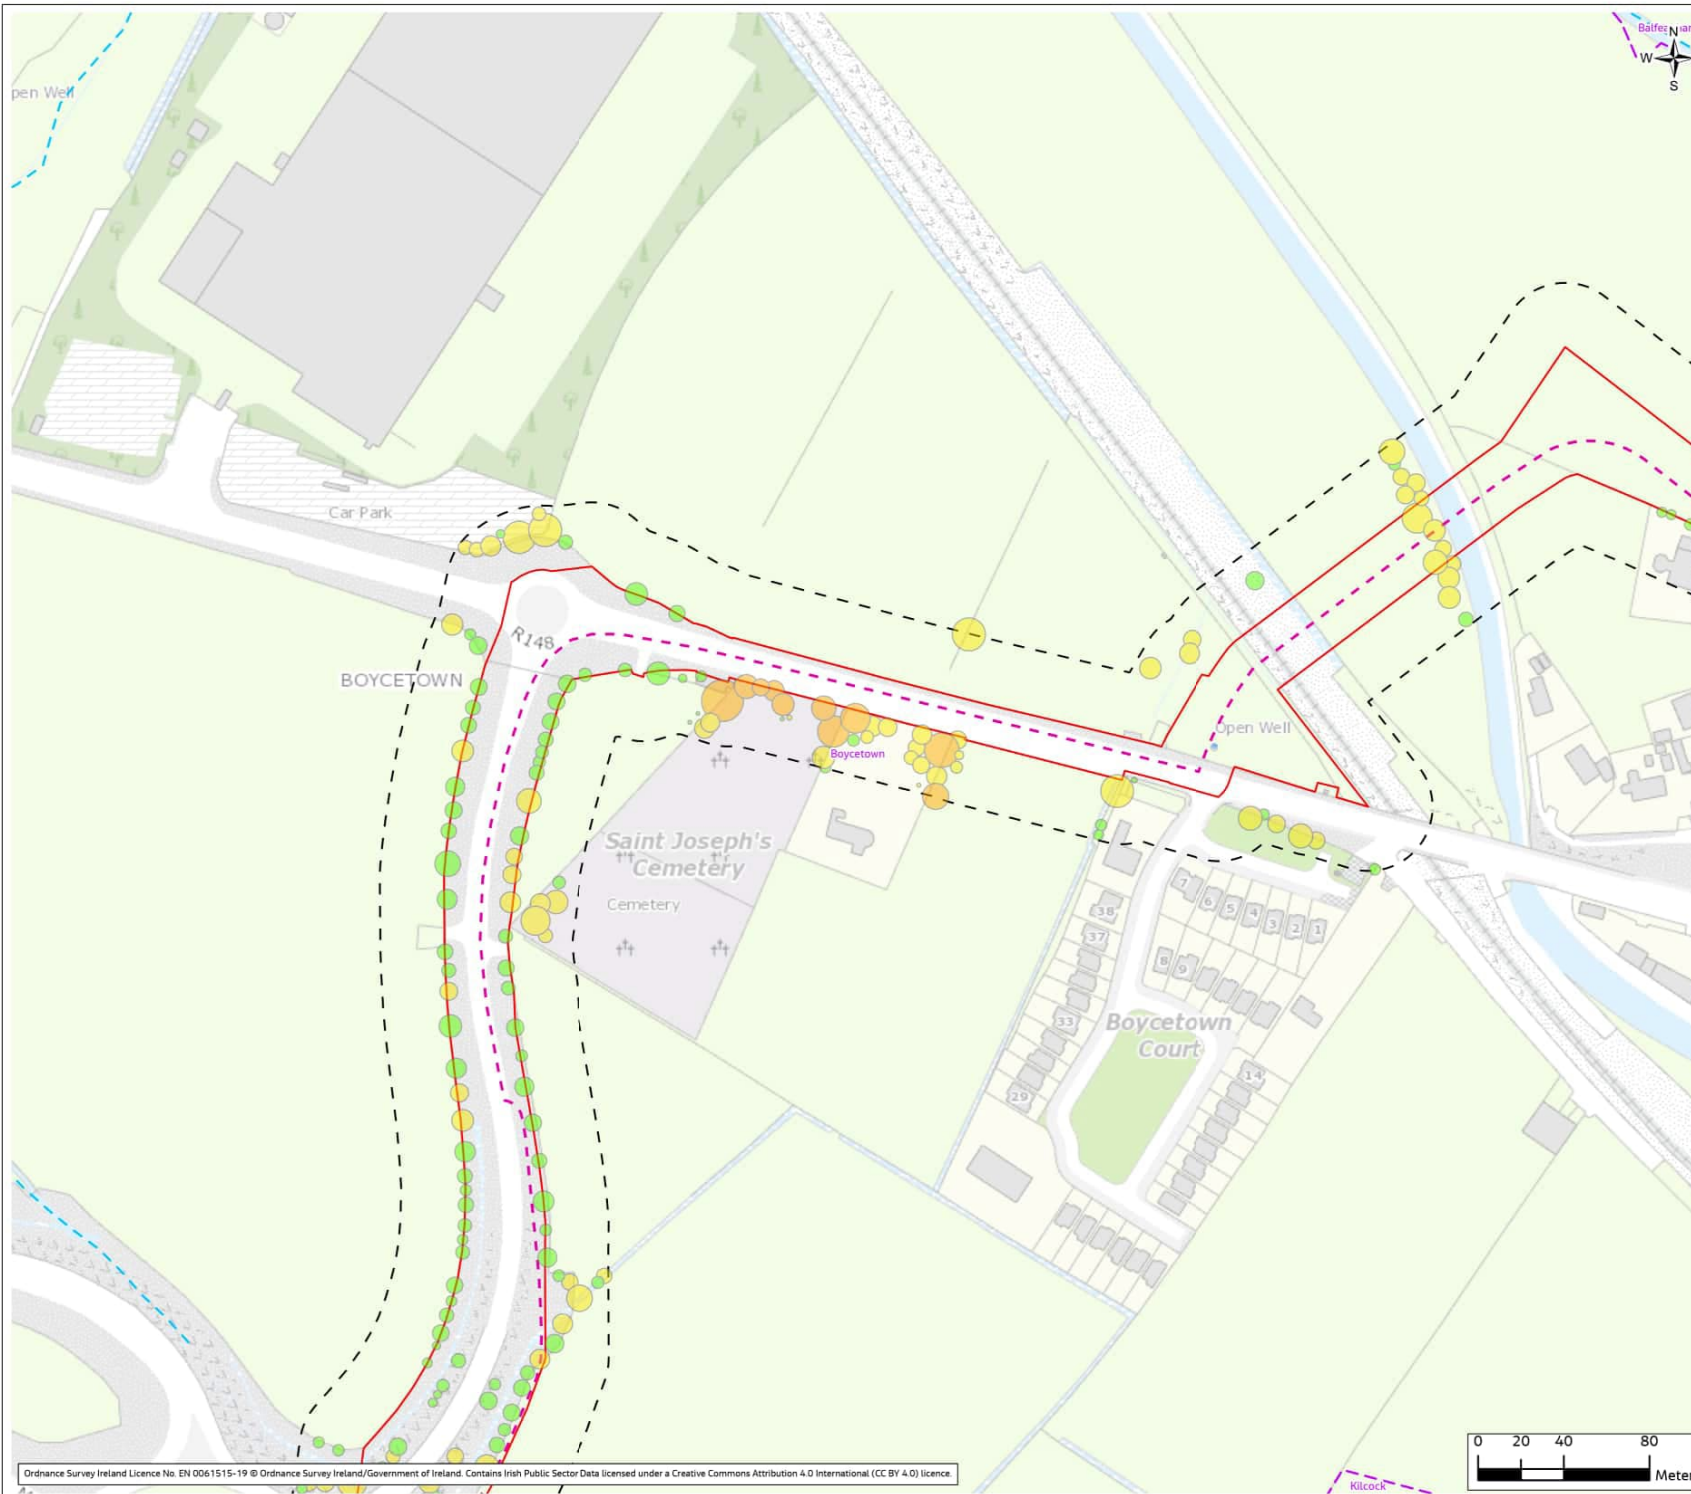 Balfea
N
W
S
pen Well
Car Park
R148
BOYCETOWN
Open Well
Boycetown
Saint Joseph's
Cemetery
Cemetery
7
6
5
4
3
2
1
38
37
8
9
33
Boycetown
Court
14
29
0 20 40 80
Mete
Ordnance Survey Ireland Licence No. EN 0061515-19 © Ordnance Survey Ireland/Government of Ireland. Contains Irish Public Sector Data licensed under a Creative Commons Attribution 4.0 International (CC BY 4.0) licence.
Kilcock